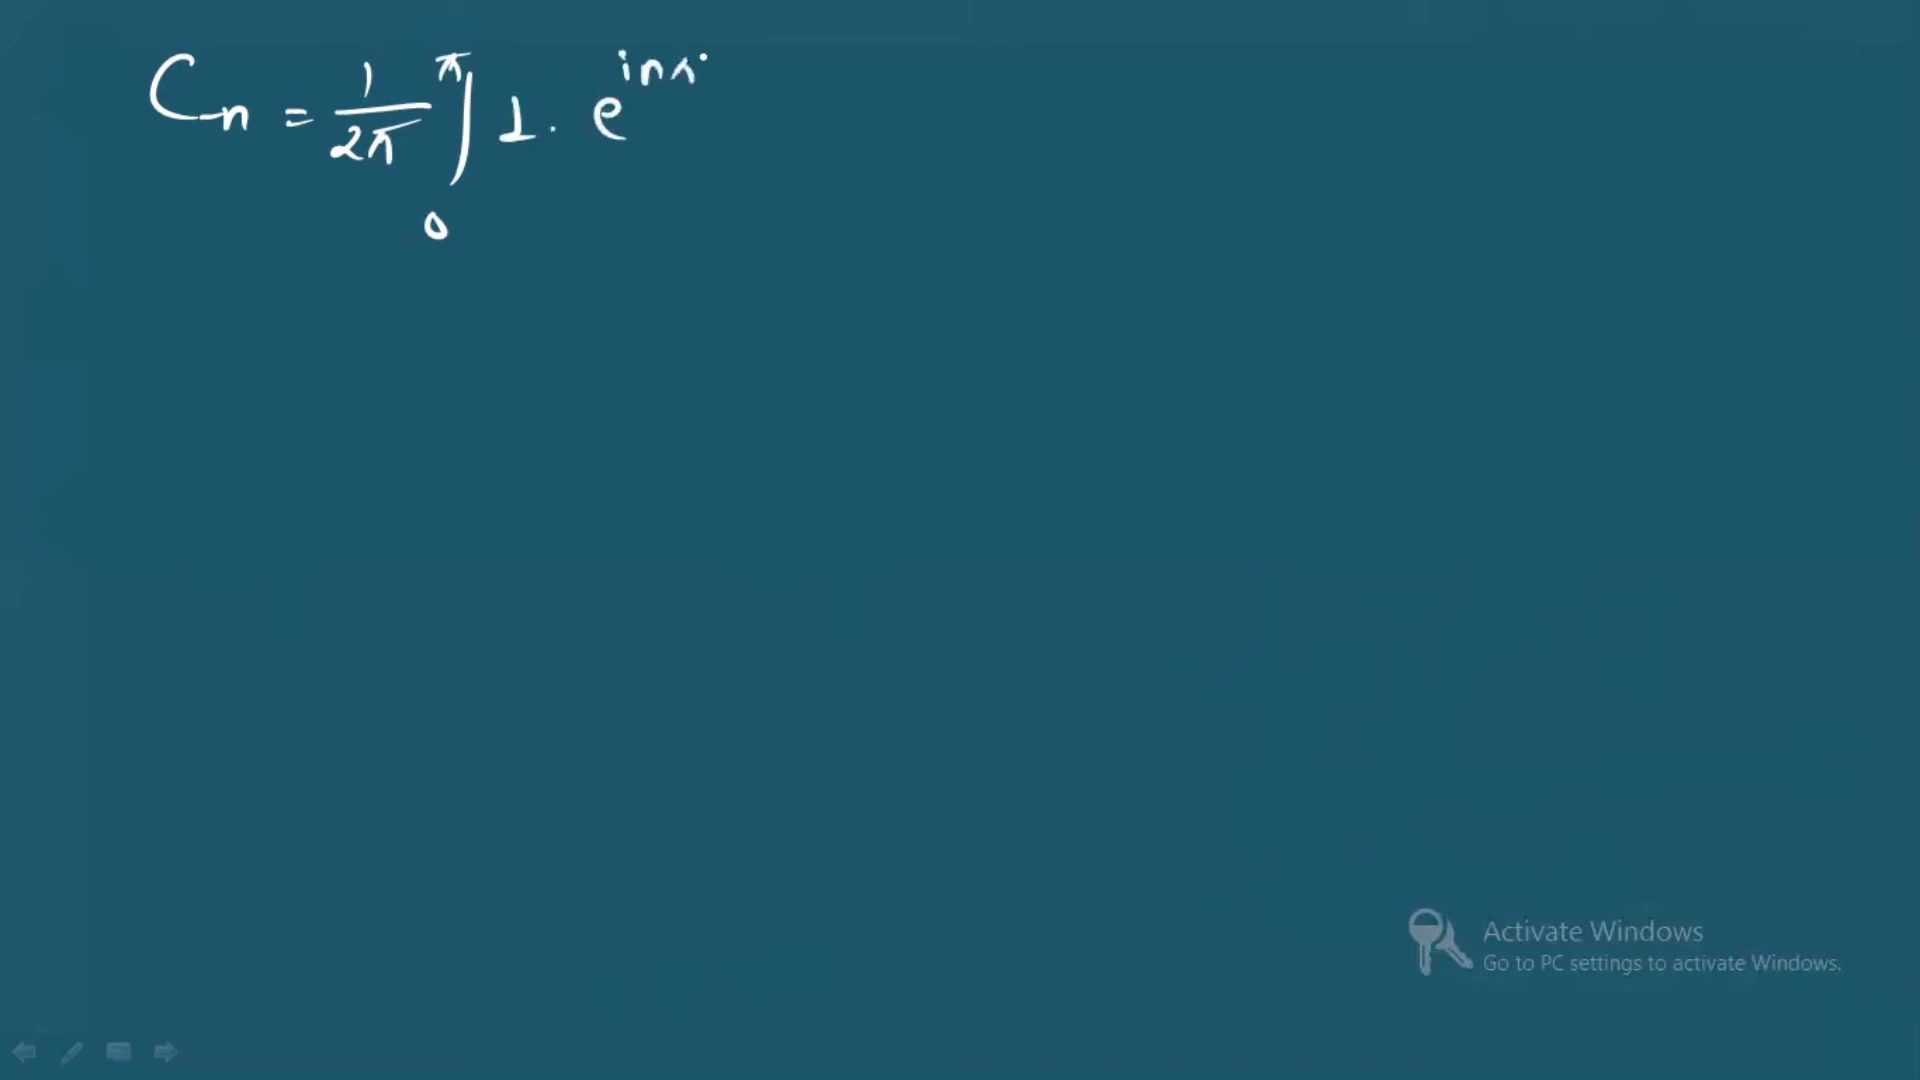 C₋n = 1/2π ∫₀^π 1. e^inx
Activate Windows
Go to PC settings to activate Windows.